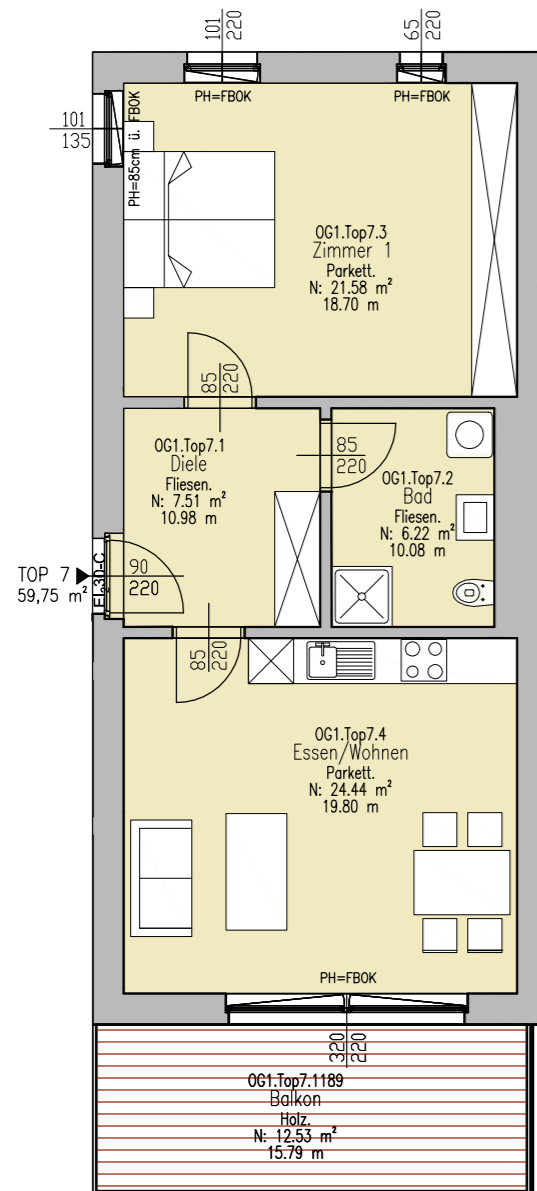 101
220
65
220
PH=FBOK
PH=FBOK
101
135
PH=85cm ü. FBOK
OG1.Top7.3
Zimmer 1
Parkett.
N: 21.58 m²
18.70 m
85
220
OG1.Top7.1
Diele
Fliesen.
N: 7.51 m²
10.98 m
85
220
OG1.Top7.2
Bad
Fliesen.
N: 6.22 m²
10.08 m
TOP 7
59,75 m²
EI₂30-C
90
220
85
220
OG1.Top7.4
Essen/Wohnen
Parkett.
N: 24.44 m²
19.80 m
PH=FBOK
320
220
OG1.Top7.1189
Balkon
Holz.
N: 12.53 m²
15.79 m